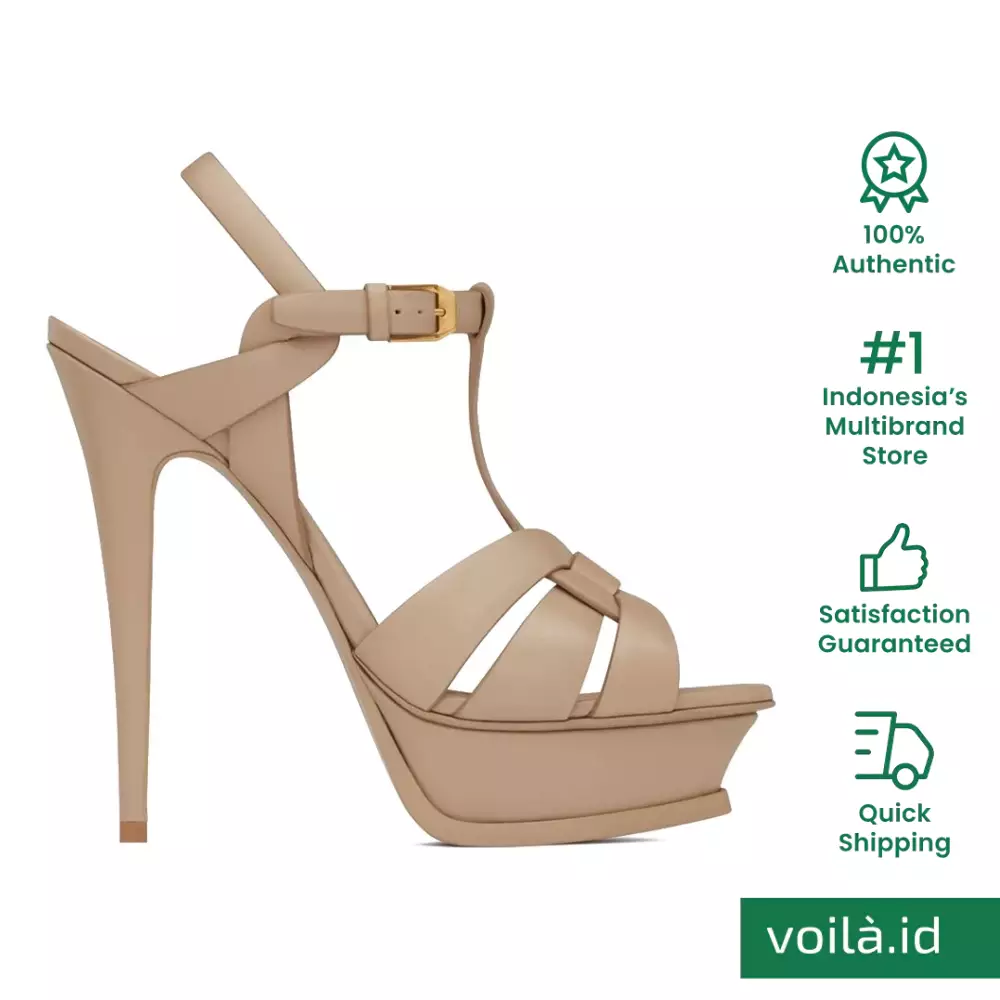 100%
Authentic
#1
Indonesia's
Multibrand
Store
Satisfaction
Guaranteed
Quick
Shipping
voilà.id